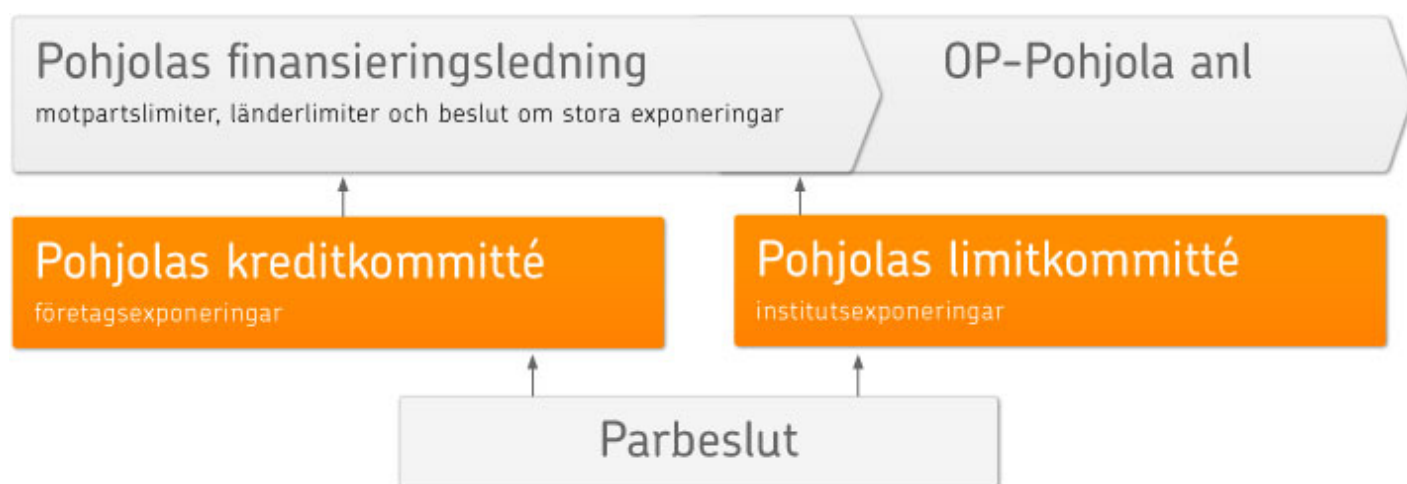 Pohjolas finansieringsledning
motpartslimiter, länderlimiter och beslut om stora exponeringar
OP-Pohjola anl
Pohjolas kreditkommitté
företagsexponeringar
Pohjolas limitkommitté
institutsexponeringar
Parbeslut